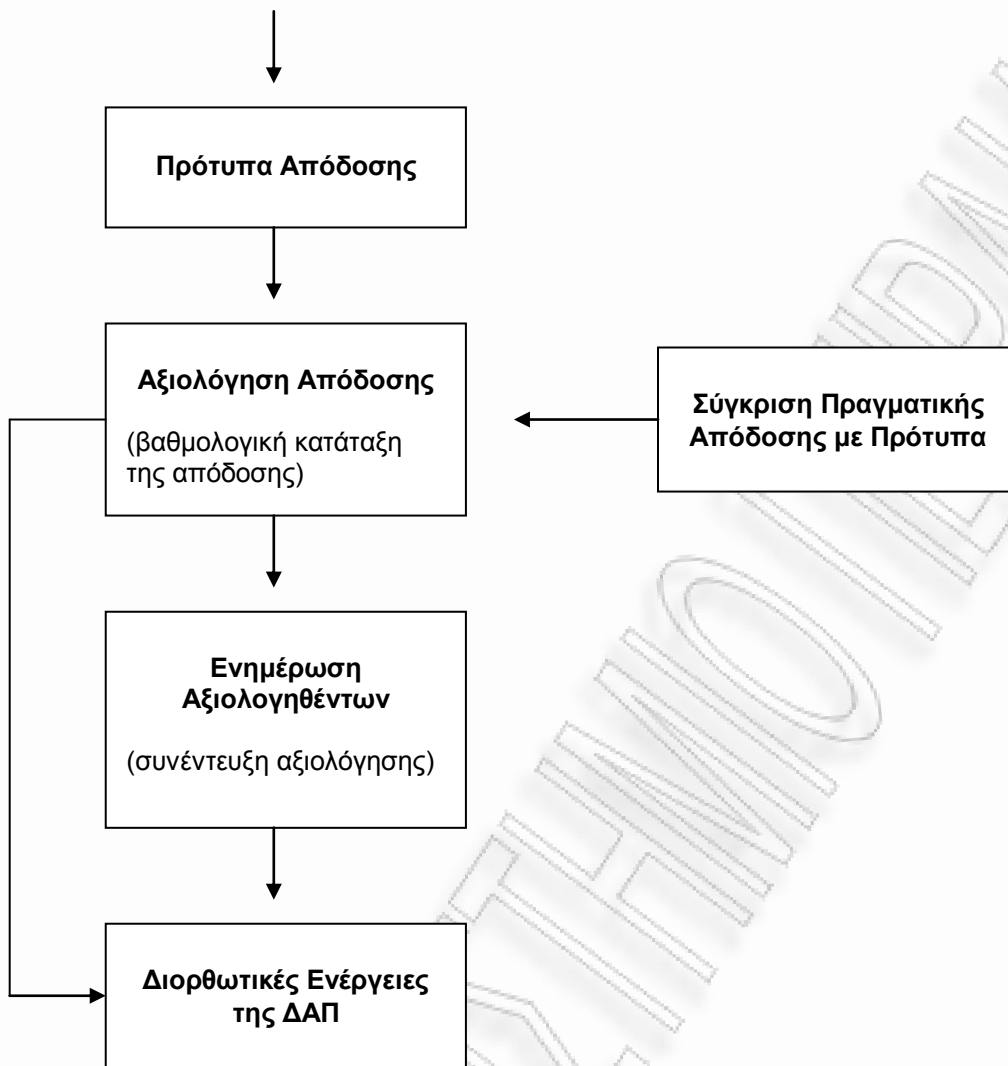 Πρότυπα Απόδοσης
Αξιολόγηση Απόδοσης
(βαθμολογική κατάταξη
της απόδοσης)
Σύγκριση Πραγματικής
Απόδοσης με Πρότυπα
Ενημέρωση
Αξιολογηθέντων
(συνέντευξη αξιολόγησης)
Διορθωτικές Ενέργειες
της ΔΑΠ